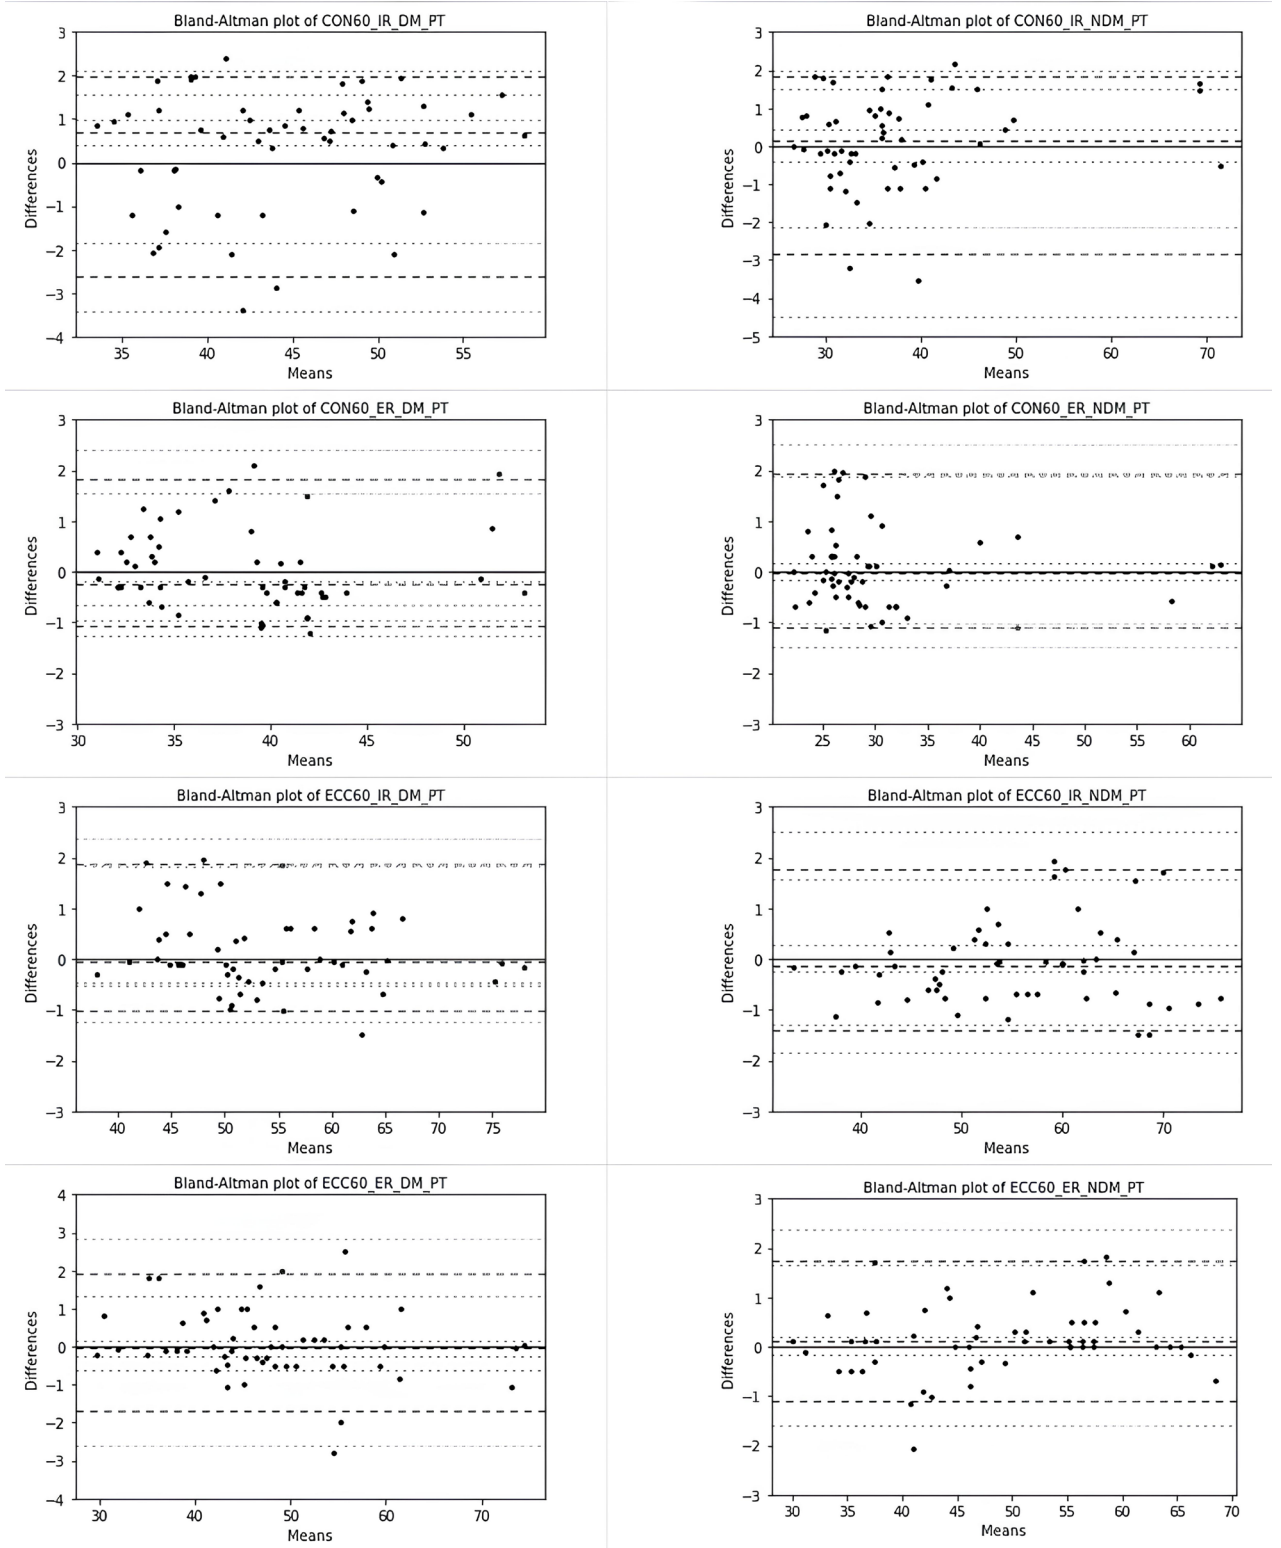 Bland-Altman plot of CON60_IR_DM_PT
3
2
1
0
−1
−2
−3
−4
Differences
35 40 45 50 55
Means
Bland-Altman plot of CON60_IR_NDM_PT
3
2
1
0
−1
−2
−3
−4
−5
Differences
30 40 50 60 70
Means
Bland-Altman plot of CON60_ER_DM_PT
3
2
1
0
−1
−2
−3
Differences
30 35 40 45 50
Means
Bland-Altman plot of CON60_ER_NDM_PT
3
2
1
0
−1
−2
−3
Differences
25 30 35 40 45 50 55 60
Means
Bland-Altman plot of ECC60_IR_DM_PT
3
2
1
0
−1
−2
−3
Differences
40 45 50 55 60 65 70 75
Means
Bland-Altman plot of ECC60_IR_NDM_PT
3
2
1
0
−1
−2
−3
Differences
40 50 60 70
Means
Bland-Altman plot of ECC60_ER_DM_PT
4
3
2
1
0
−1
−2
−3
−4
Differences
30 40 50 60 70
Means
Bland-Altman plot of ECC60_ER_NDM_PT
3
2
1
0
−1
−2
−3
Differences
30 35 40 45 50 55 60 65 70
Means